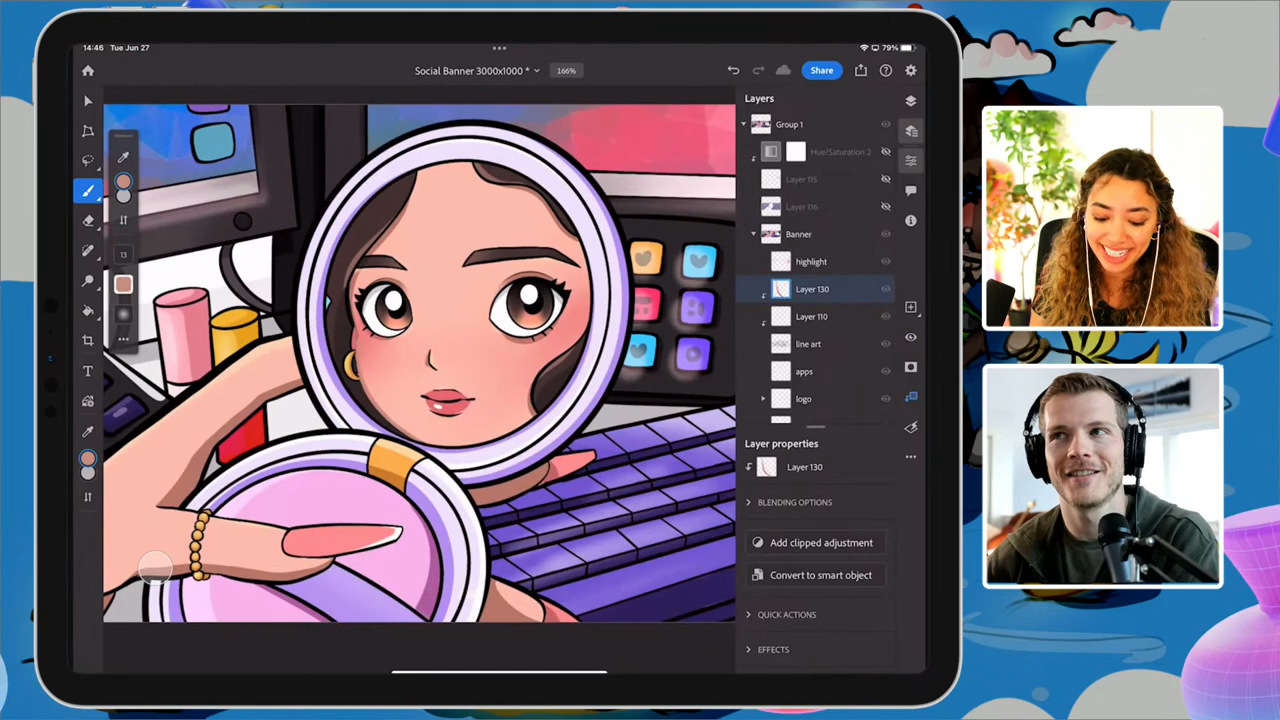 14:46 Tue Jun 27
79%
Social Banner 3000x1000 *
166%
Share
Layers
Group 1
Hue/Saturation 2
Layer 115
Layer 116
Banner
highlight
Layer 130
Layer 110
line art
apps
logo
13
T
Layer properties
Layer 130
BLENDING OPTIONS
Add clipped adjustment
Convert to smart object
QUICK ACTIONS
EFFECTS